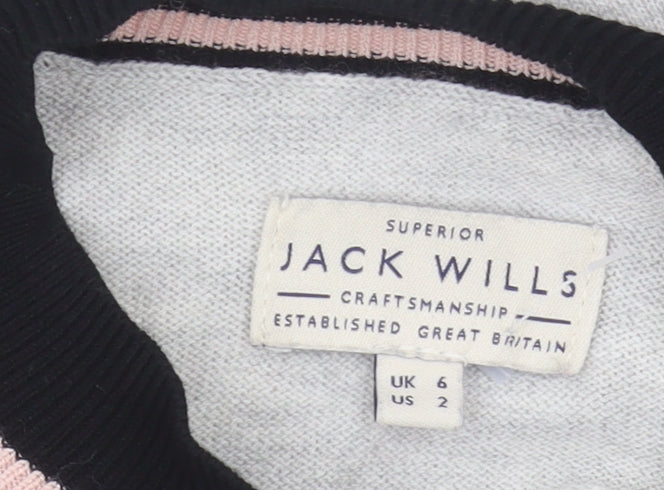 SUPERIOR
JACK WILLS
CRAFTSMANSHIP
ESTABLISHED GREAT BRITAIN
UK 6
US 2